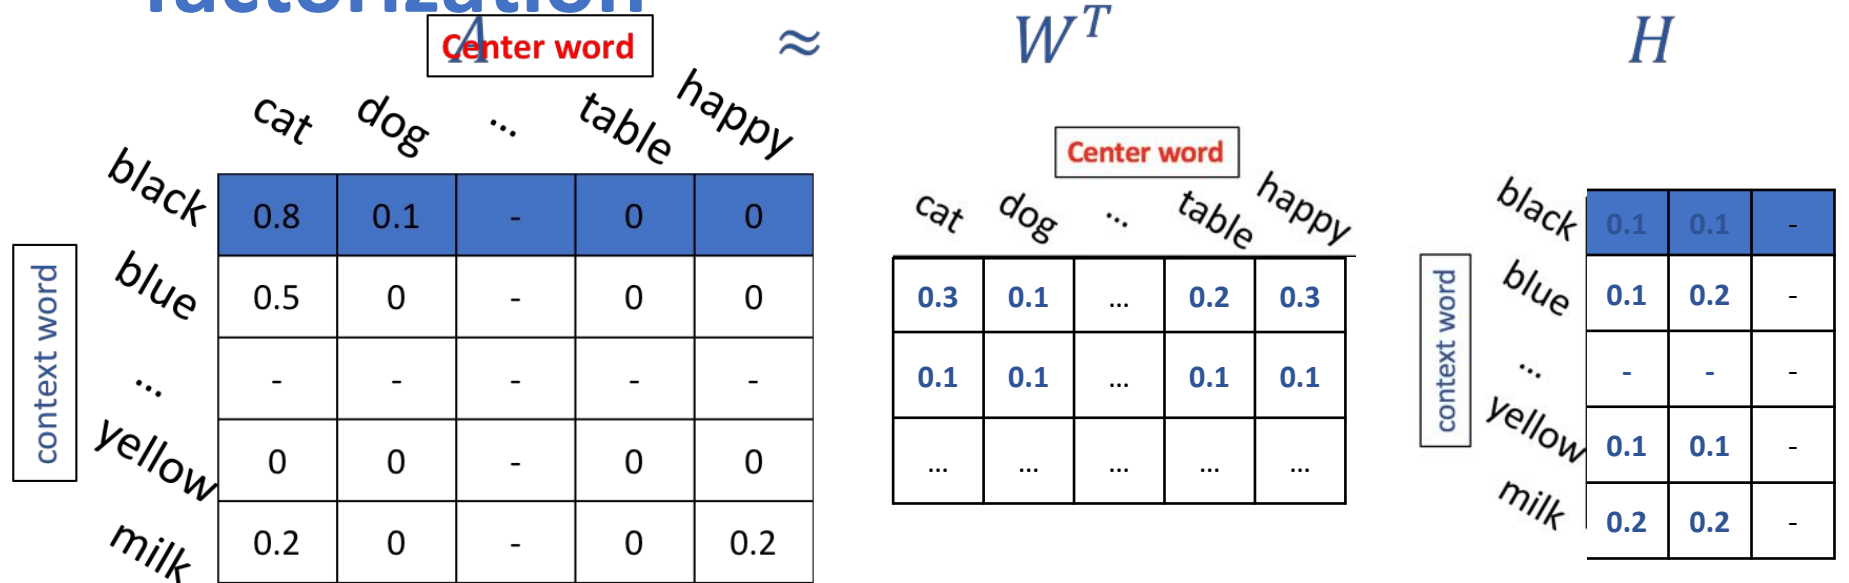 factorization
A ≈ W^T H
Center word
cat dog ... table happy
black 0.8 0.1 - 0 0
blue 0.5 0 - 0 0
... - - - - -
yellow 0 0 - 0 0
milk 0.2 0 - 0 0.2
context word
Center word
cat dog ... table happy
0.3 0.1 ... 0.2 0.3
0.1 0.1 ... 0.1 0.1
... ... ... ... ...
context word
black 0.1 0.1 -
blue 0.1 0.2 -
... - - -
yellow 0.1 0.1 -
milk 0.2 0.2 -